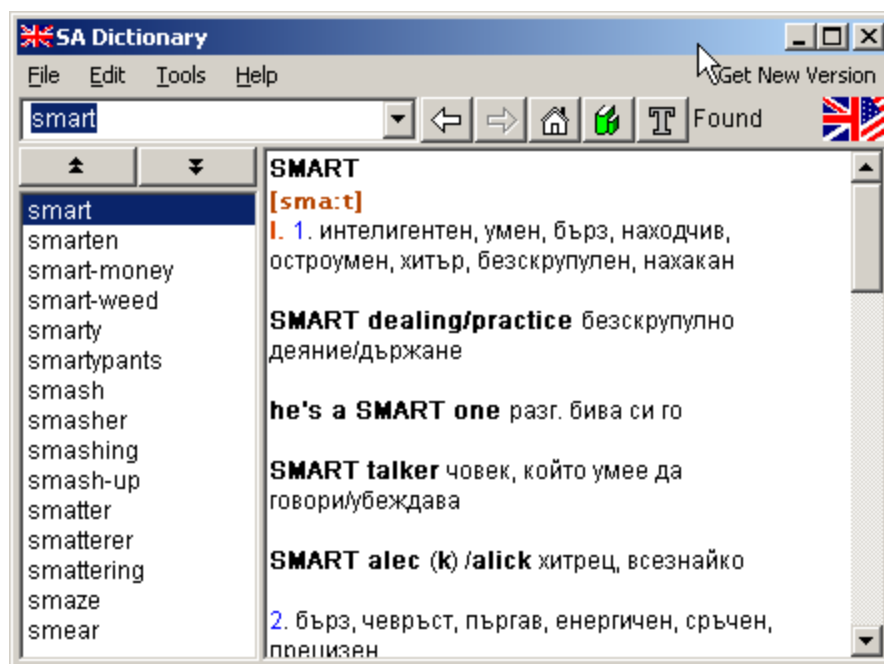 SA Dictionary
File Edit Tools Help Get New Version
smart Found
smart
smarten
smart-money
smart-weed
smarty
smartypants
smash
smasher
smashing
smash-up
smatter
smatterer
smattering
smaze
smear
SMART
[sma:t]
I. 1. интелигентен, умен, бърз, находчив,
остроумен, хитър, безскрупулен, нахакан
SMART dealing/practice безскрупулно
деяние/държане
he's a SMART one разг. бива си го
SMART talker човек, който умее да
говори/убеждава
SMART alec (k) /alick хитрец, всезнайко
2. бърз, чевръст, пъргав, енергичен, сръчен,
прецизен